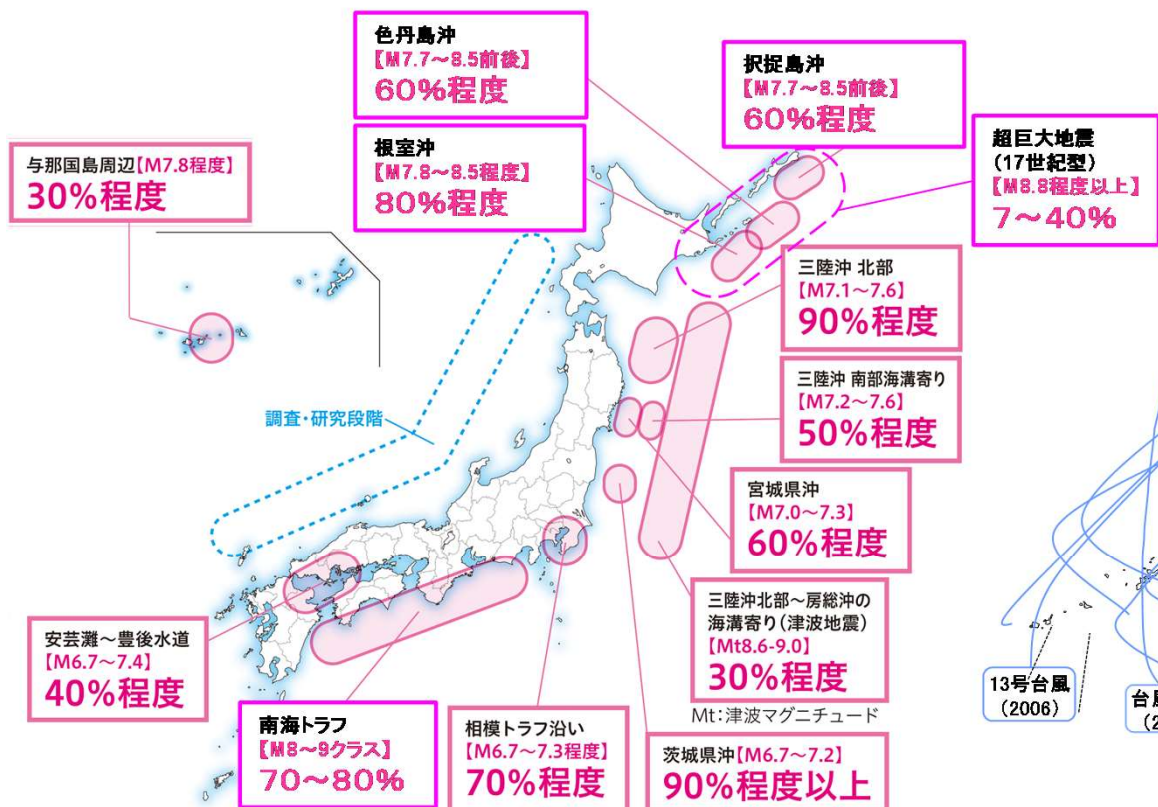 色丹島沖
【M7.7～8.5前後】
60%程度
択捉島沖
【M7.7～8.5前後】
60%程度
根室沖
【M7.8～8.5程度】
80%程度
超巨大地震
（17世紀型）
【M8.8程度以上】
7～40%
与那国島周辺【M7.8程度】
30%程度
三陸沖 北部
【M7.1～7.6】
90%程度
三陸沖 南部海溝寄り
【M7.2～7.6】
50%程度
調査・研究段階
宮城県沖
【M7.0～7.3】
60%程度
三陸沖北部～房総沖の
海溝寄り（津波地震）
【Mt8.6-9.0】
30%程度
Mt：津波マグニチュード
安芸灘～豊後水道
【M6.7～7.4】
40%程度
南海トラフ
【M8～9クラス】
70～80%
相模トラフ沿い
【M6.7～7.3程度】
70%程度
茨城県沖【M6.7～7.2】
90%程度以上
13号台風
（2006）
台風
（2